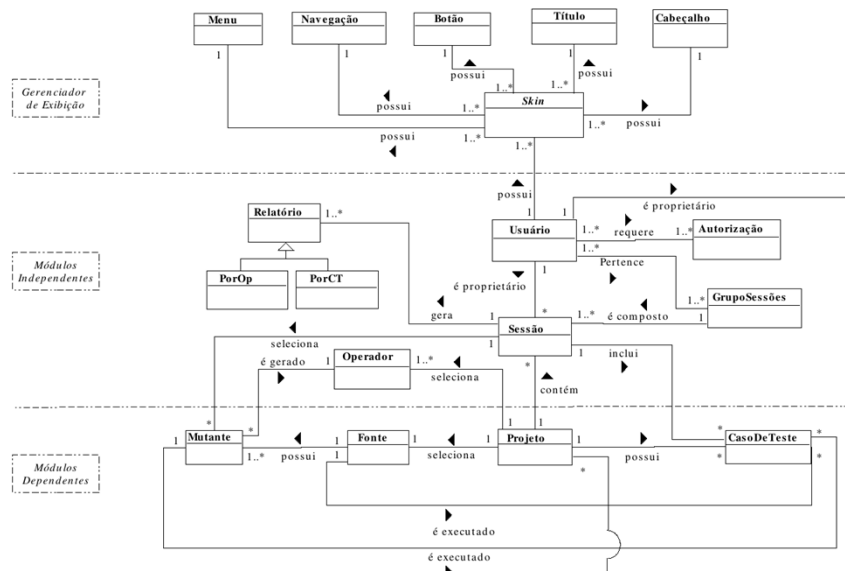 Menu
Navegação
Botão
Título
Cabeçalho
1
1
1
1
1
possui
possui
Gerenciador
de Exibição
1..*
1..*
Skin
possui
1..*
1..*
possui
possui
1..*
1..*
possui
é proprietário
Relatório
1..*
1
1
Usuário
1..*
requere
1..*
Autorização
1..*
Pertence
Módulos
Independentes
PorOp
PorCT
1
é proprietário
1..*
GrupoSessões
gera
1
*
1..*
é composto
1
Sessão
seleciona
1
1
inclui
é gerado
1
Operador
1..*
seleciona
*
contém
*
*
1
1
*
*
1
Mutante
1
Fonte
1
1
Projeto
1
CasoDeTeste
1..*
possui
1
seleciona
possui
*
*
*
Módulos
Dependentes
é executado
é executado